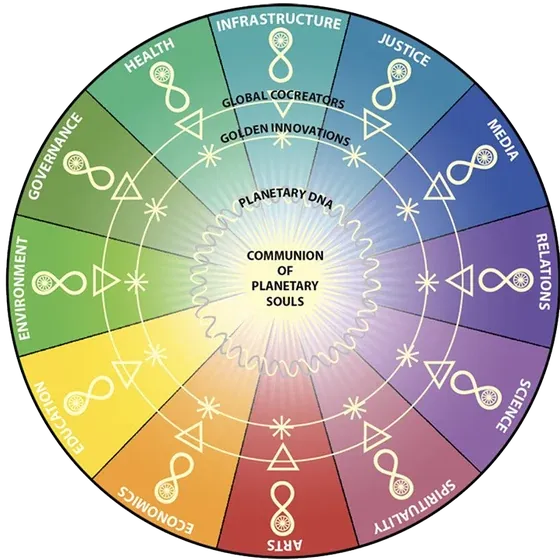 INFRASTRUCTURE
JUSTICE
MEDIA
RELATIONS
SCIENCE
SPIRITUALITY
ARTS
ECONOMICS
EDUCATION
ENVIRONMENT
GOVERNANCE
HEALTH
GLOBAL COCREATORS
GOLDEN INNOVATIONS
PLANETARY DNA
COMMUNION
OF
PLANETARY
SOULS